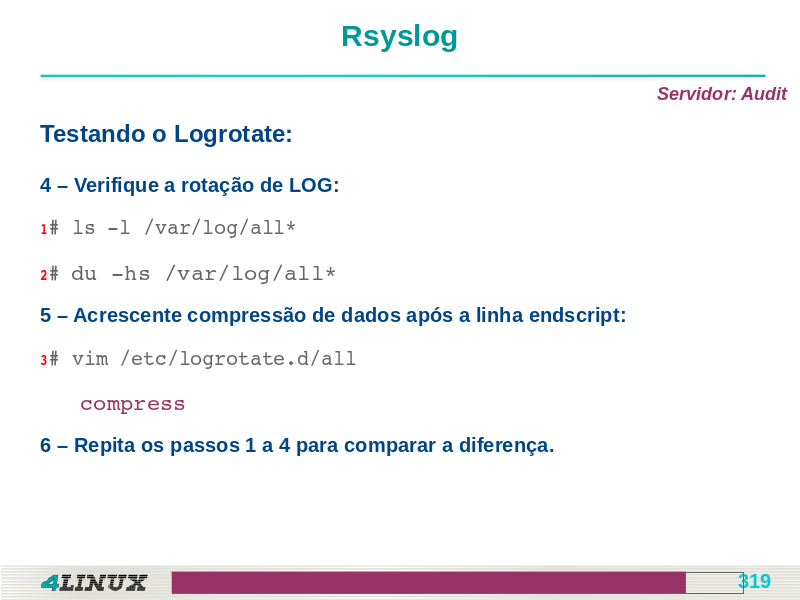 Rsyslog
Servidor: Audit
Testando o Logrotate:
4 – Verifique a rotação de LOG:
1# ls –l /var/log/all*
2# du –hs /var/log/all*
5 – Acrescente compressão de dados após a linha endscript:
3# vim /etc/logrotate.d/all
compress
6 – Repita os passos 1 a 4 para comparar a diferença.
4LINUX
319